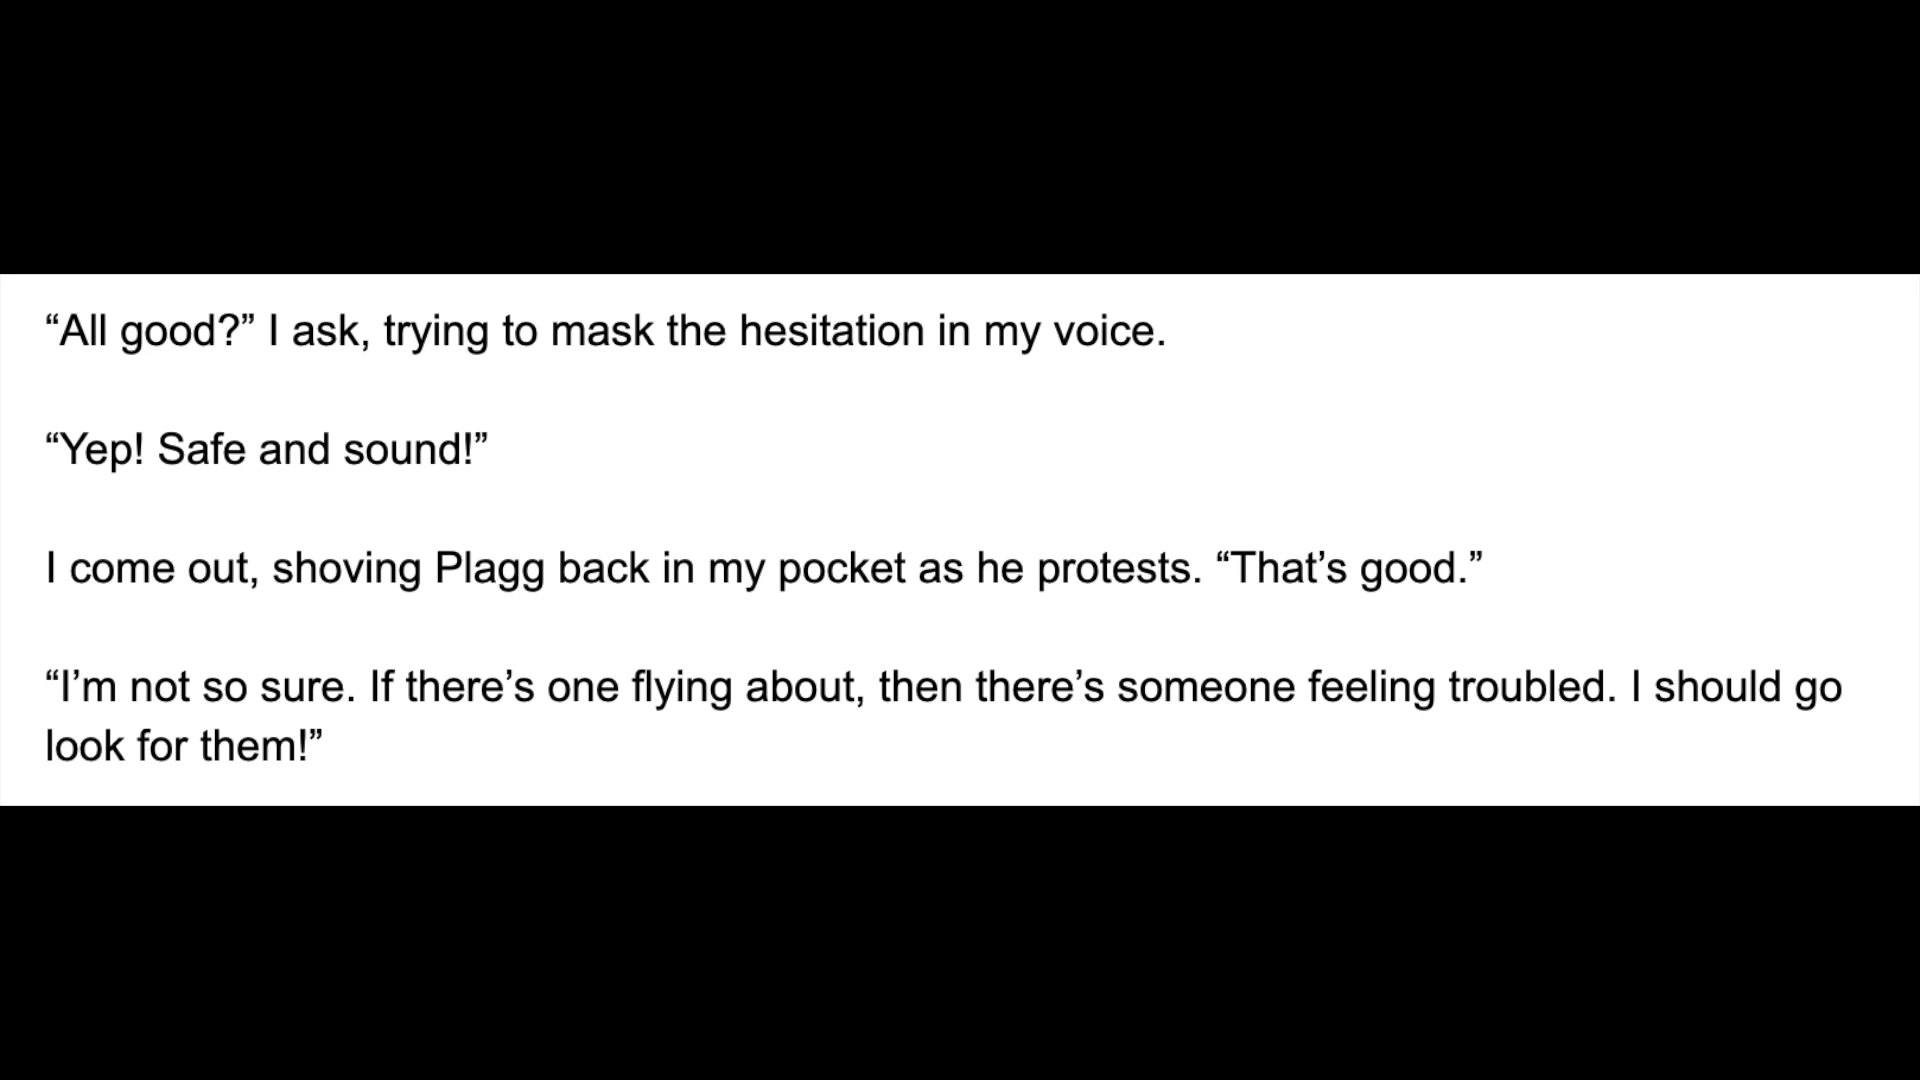 “All good?” I ask, trying to mask the hesitation in my voice.
“Yep! Safe and sound!”
I come out, shoving Plagg back in my pocket as he protests. “That’s good.”
“I’m not so sure. If there’s one flying about, then there’s someone feeling troubled. I should go
look for them!”